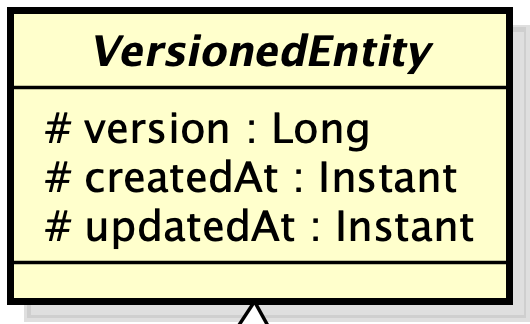 VersionedEntity
# version : Long
# createdAt : Instant
# updatedAt : Instant